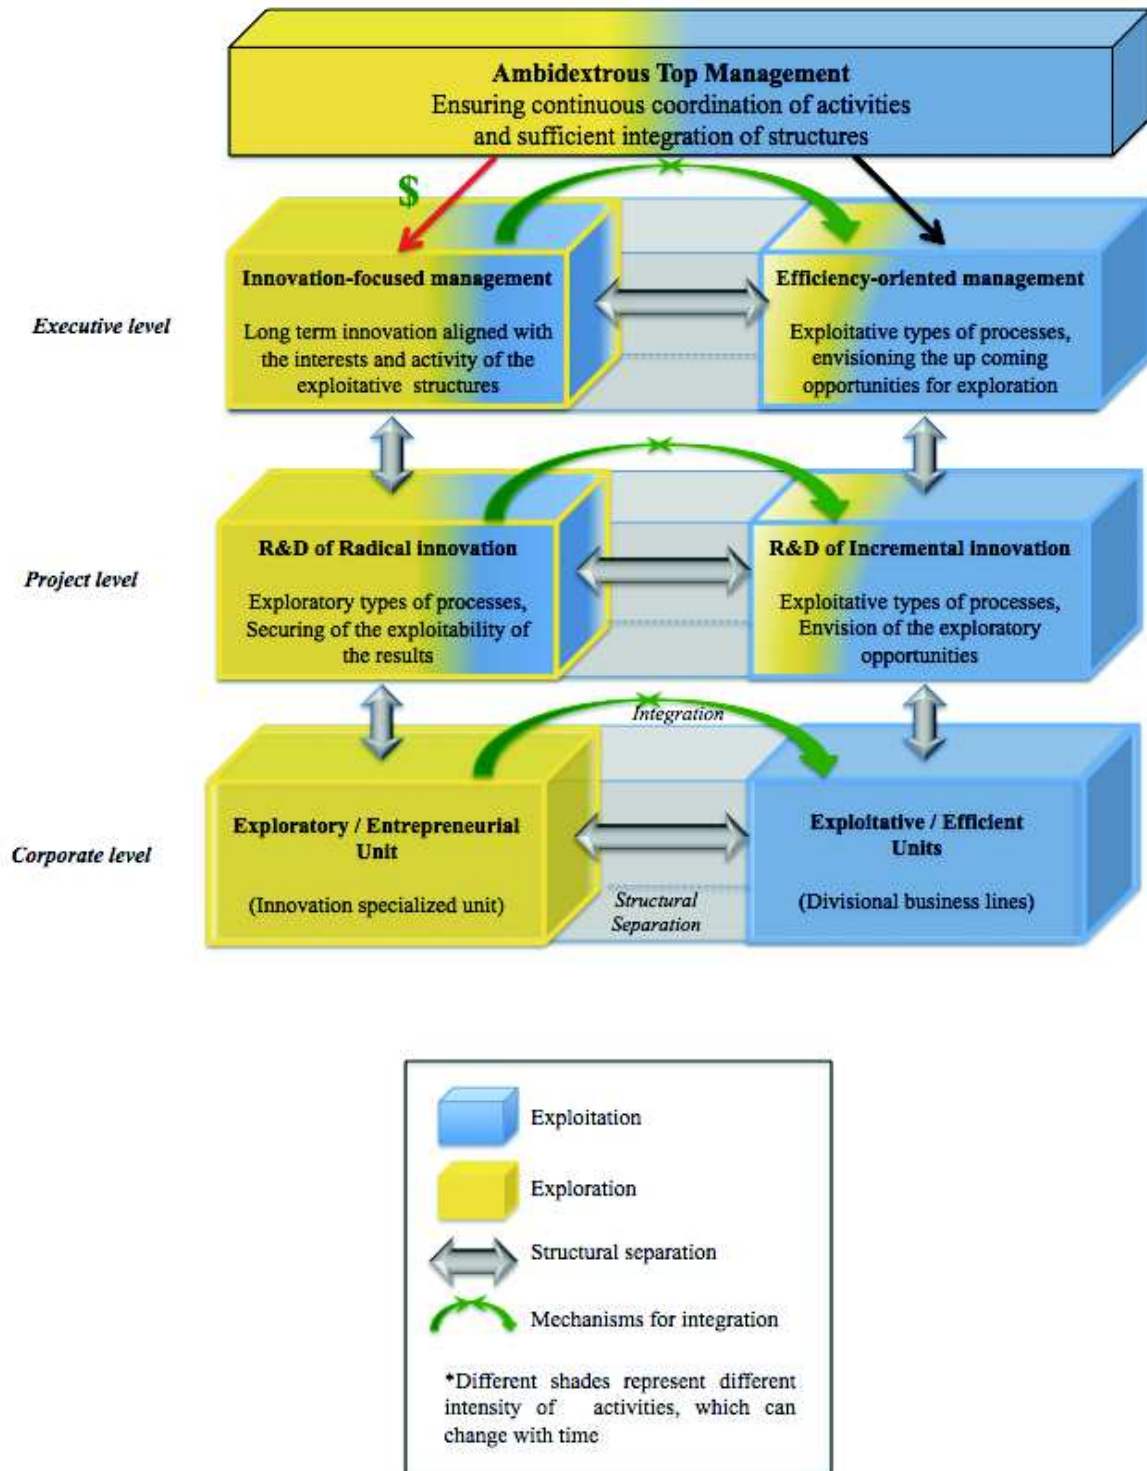 Ambidextrous Top Management
Ensuring continuous coordination of activities
and sufficient integration of structures
$
Executive level
Innovation-focused management
Long term innovation aligned with
the interests and activity of the
exploitative structures
Efficiency-oriented management
Exploitative types of processes,
envisioning the up coming
opportunities for exploration
Project level
R&D of Radical innovation
Exploratory types of processes,
Securing of the exploitability of
the results
R&D of Incremental innovation
Exploitative types of processes,
Envision of the exploratory
opportunities
Integration
Corporate level
Exploratory / Entrepreneurial
Unit
(Innovation specialized unit)
Structural
Separation
Exploitative / Efficient
Units
(Divisional business lines)
Exploitation
Exploration
Structural separation
Mechanisms for integration
*Different shades represent different
intensity of activities, which can
change with time